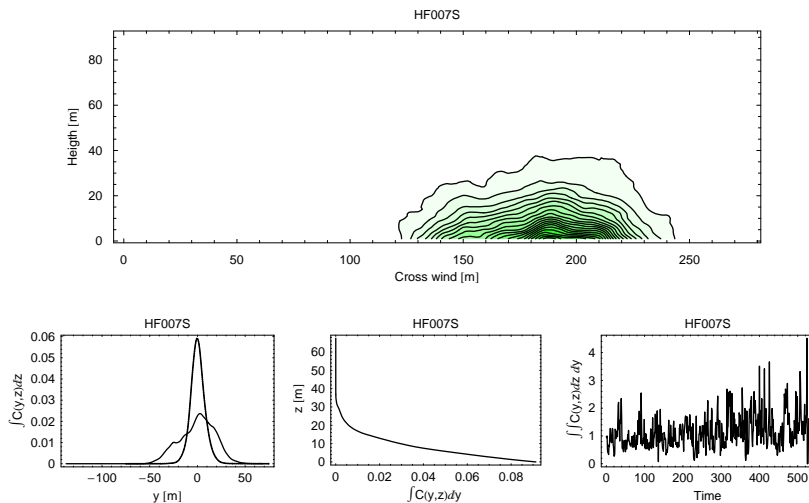 HF007S
80
60
40
20
0
Heigth [m]
0 50 100 150 200 250
Cross wind [m]
HF007S
0.06
0.05
0.04
0.03
0.02
0.01
0
∫C(y,z)dz
−100 −50 0 50
y [m]
HF007S
60
50
40
30
20
10
0
z [m]
0 0.02 0.04 0.06 0.08
∫C(y,z)dy
HF007S
4
3
2
1
0
∫ ∫ C(y,z)dz dy
0 100 200 300 400 500
Time